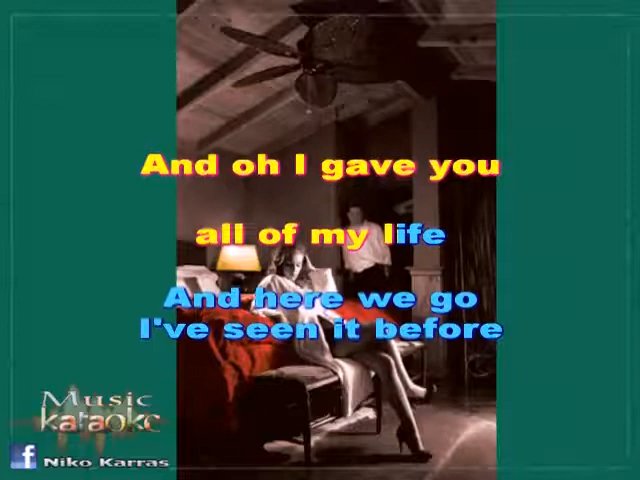 And oh I gave you
all of my life
And here we go
I've seen it before
Music
karaoke
f Niko Karras